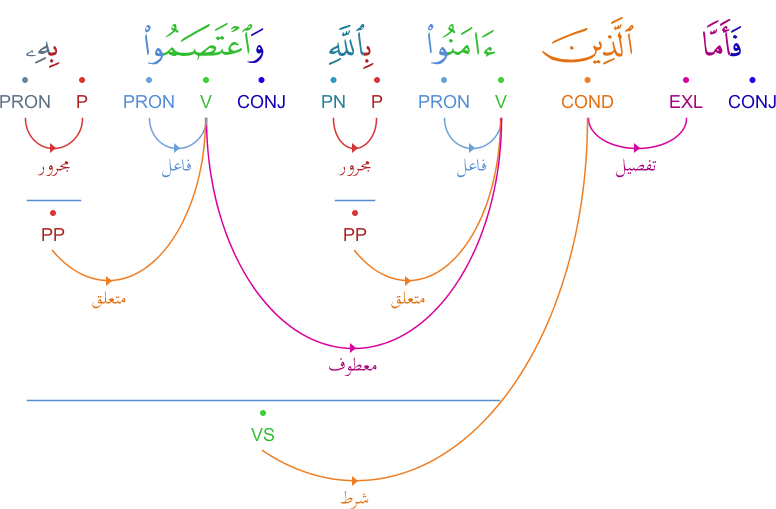 فَأَمَّا ٱلَّذِينَ ءَامَنُوا۟ بِٱللَّهِ وَٱعْتَصَمُوا۟ بِهِۦ
PRON P PRON V CONJ PN P PRON V COND EXL CONJ
مجرور فاعل مجرور فاعل تفصيل
PP PP
متعلق متعلق
معطوف
VS
شرط